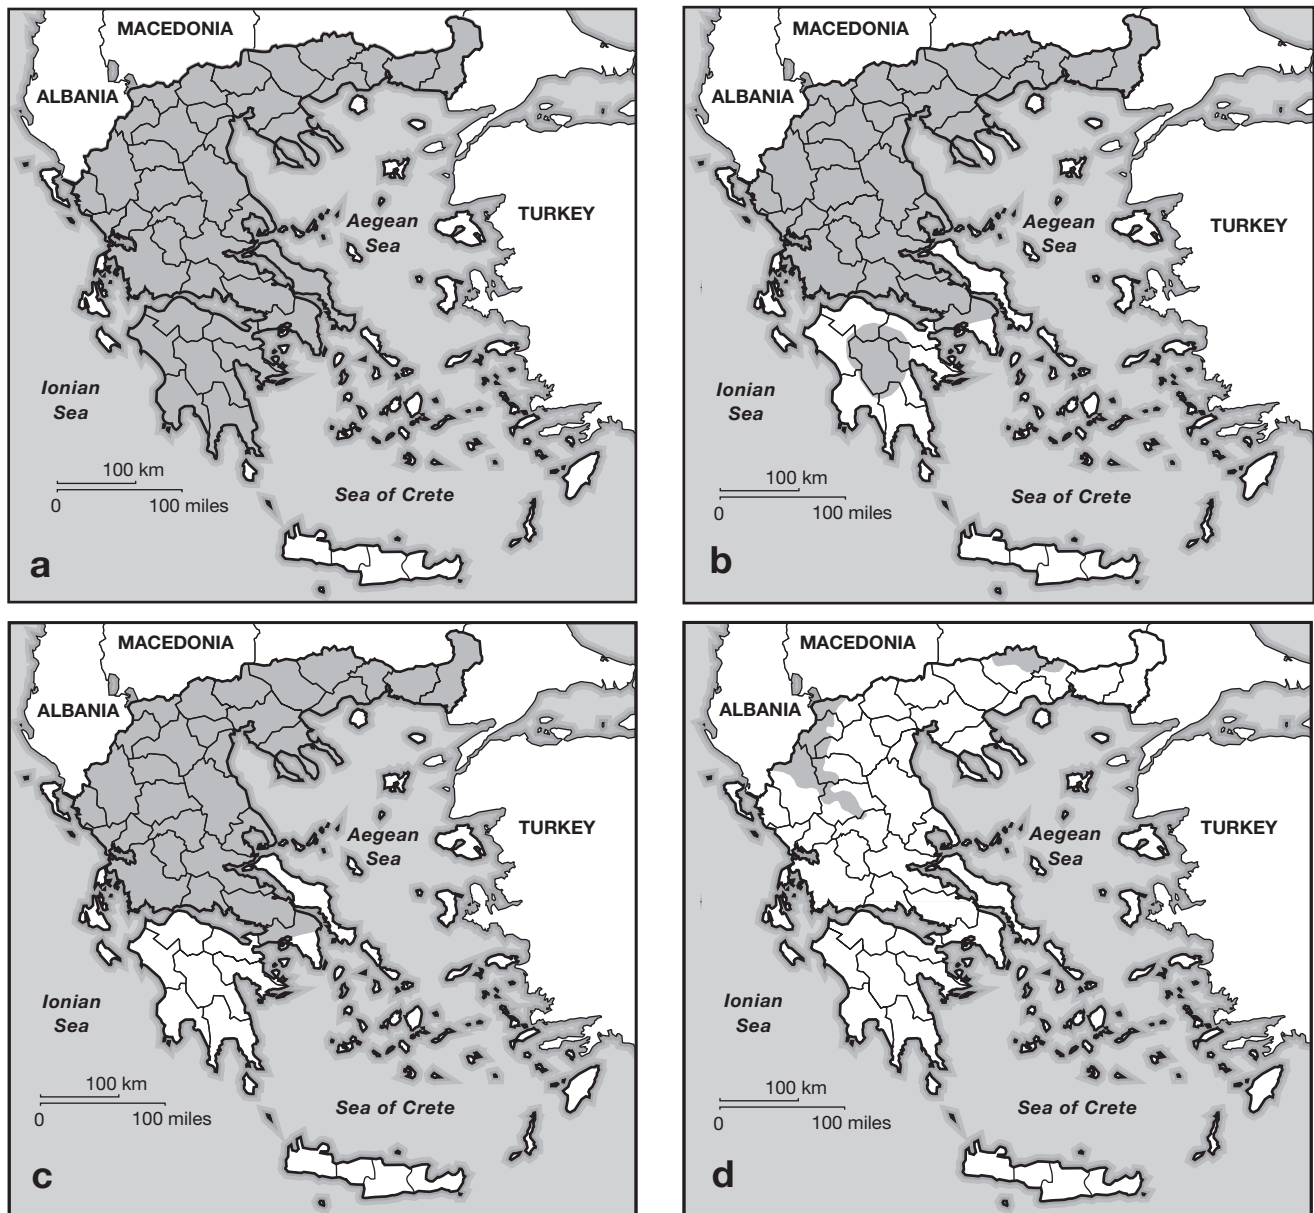 MACEDONIA
ALBANIA
TURKEY
Aegean
Sea
Ionian
Sea
100 km
0 100 miles
Sea of Crete
a
MACEDONIA
ALBANIA
TURKEY
Aegean
Sea
Ionian
Sea
100 km
0 100 miles
Sea of Crete
b
MACEDONIA
ALBANIA
TURKEY
Aegean
Sea
Ionian
Sea
100 km
0 100 miles
Sea of Crete
c
MACEDONIA
ALBANIA
TURKEY
Aegean
Sea
Ionian
Sea
100 km
0 100 miles
Sea of Crete
d